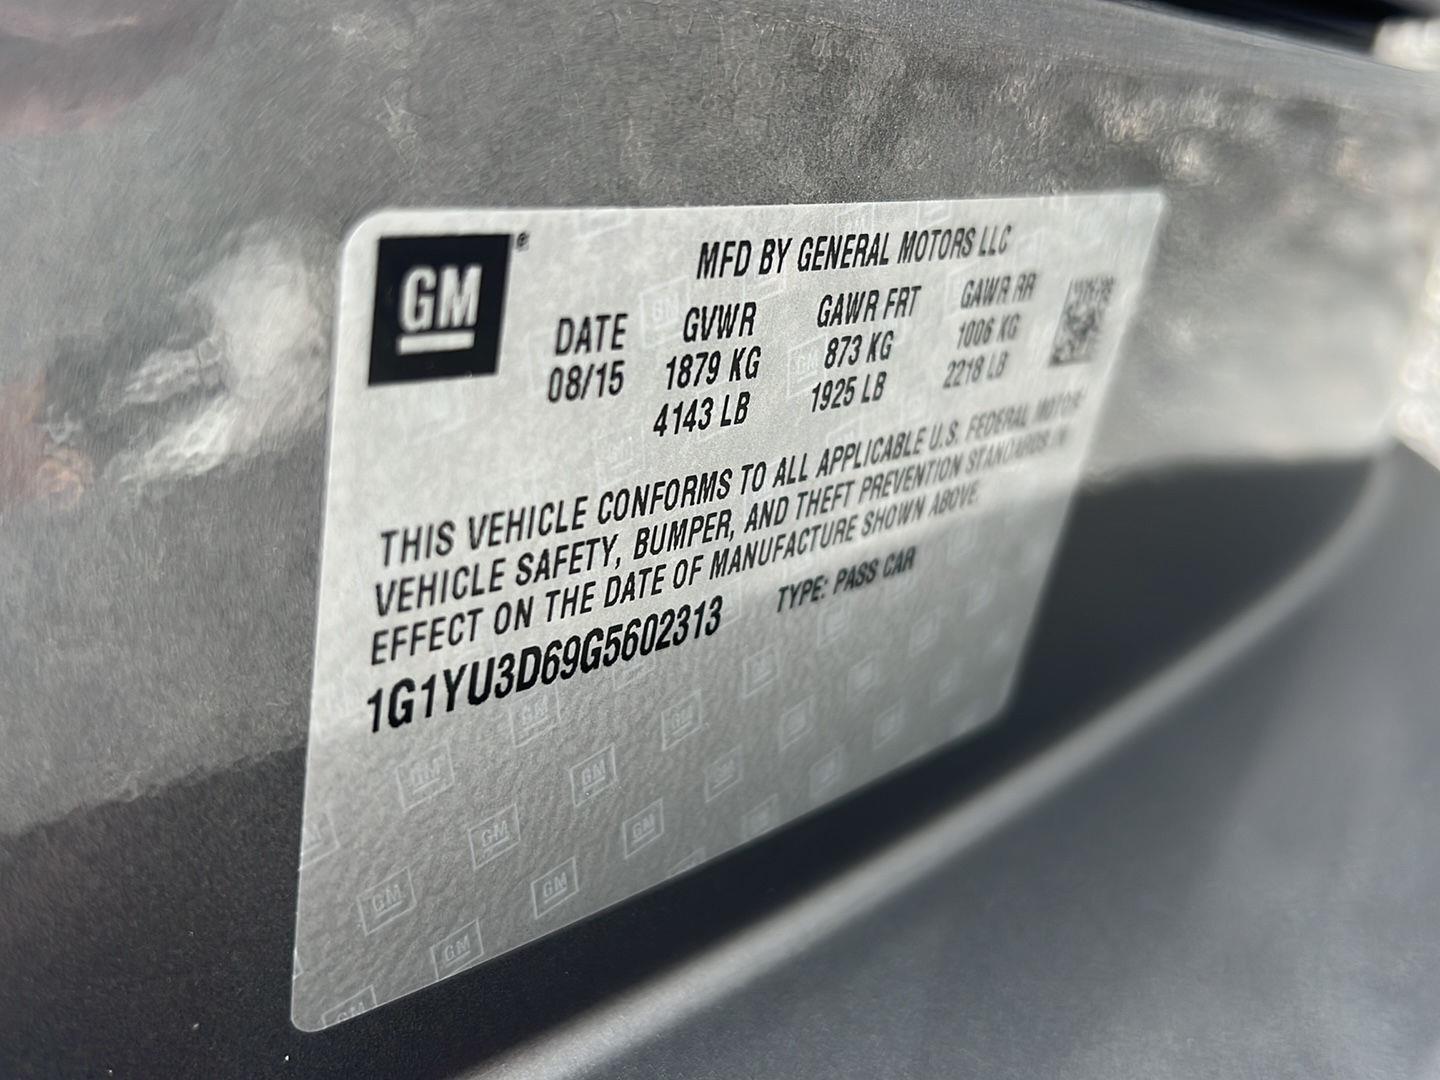 GM®
MFD BY GENERAL MOTORS LLC
DATE GVWR GAWR FRT GAWR RR
08/15 1879 KG 873 KG 1006 KG
4143 LB 1925 LB 2218 LB
THIS VEHICLE CONFORMS TO ALL APPLICABLE U.S. FEDERAL MOTOR
VEHICLE SAFETY, BUMPER, AND THEFT PREVENTION STANDARDS IN
EFFECT ON THE DATE OF MANUFACTURE SHOWN ABOVE.
1G1YU3D69G5602313 TYPE: PASS CAR